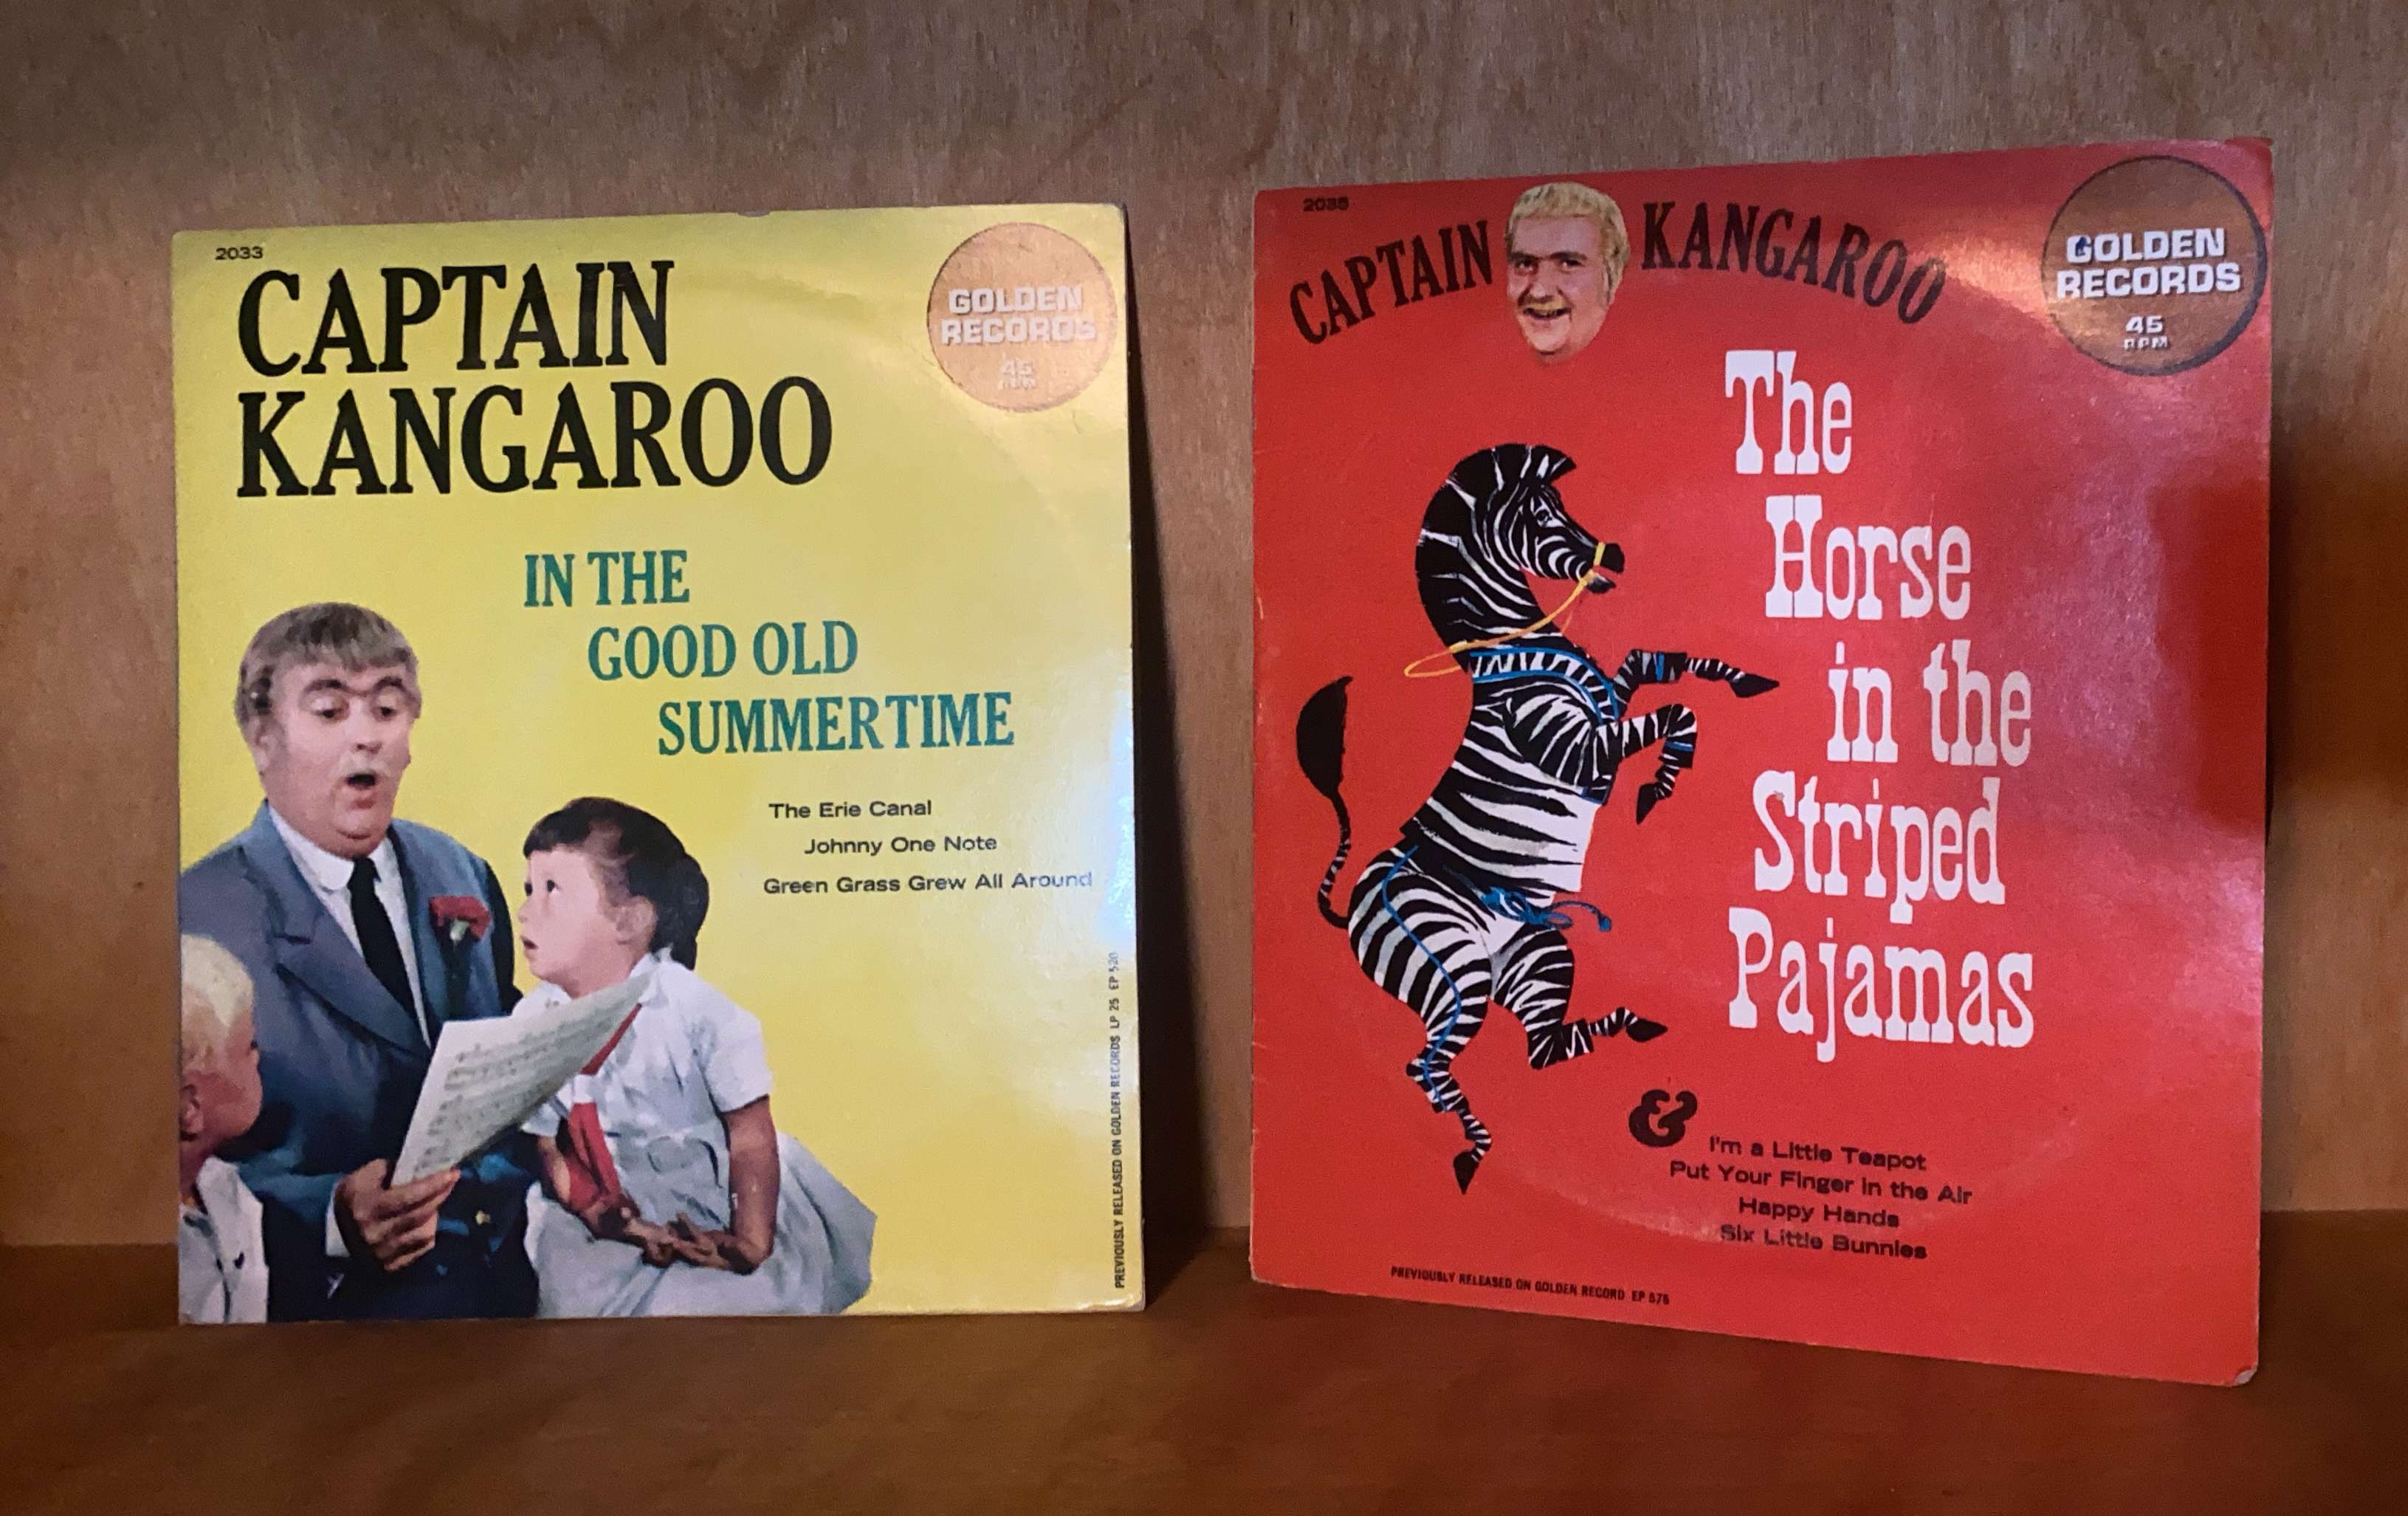 2033
CAPTAIN
KANGAROO
GOLDEN
RECORDS
45
RPM
IN THE
GOOD OLD
SUMMERTIME
The Erie Canal
Johnny One Note
Green Grass Grew All Around
PREVIOUSLY RELEASED ON GOLDEN RECORDS LP 25 EP 520
2035
CAPTAIN KANGAROO
GOLDEN
RECORDS
45
RPM
The
Horse
in the
Striped
Pajamas
&
I'm a Little Teapot
Put Your Finger in the Air
Happy Hands
Six Little Bunnies
PREVIOUSLY RELEASED ON GOLDEN RECORD EP